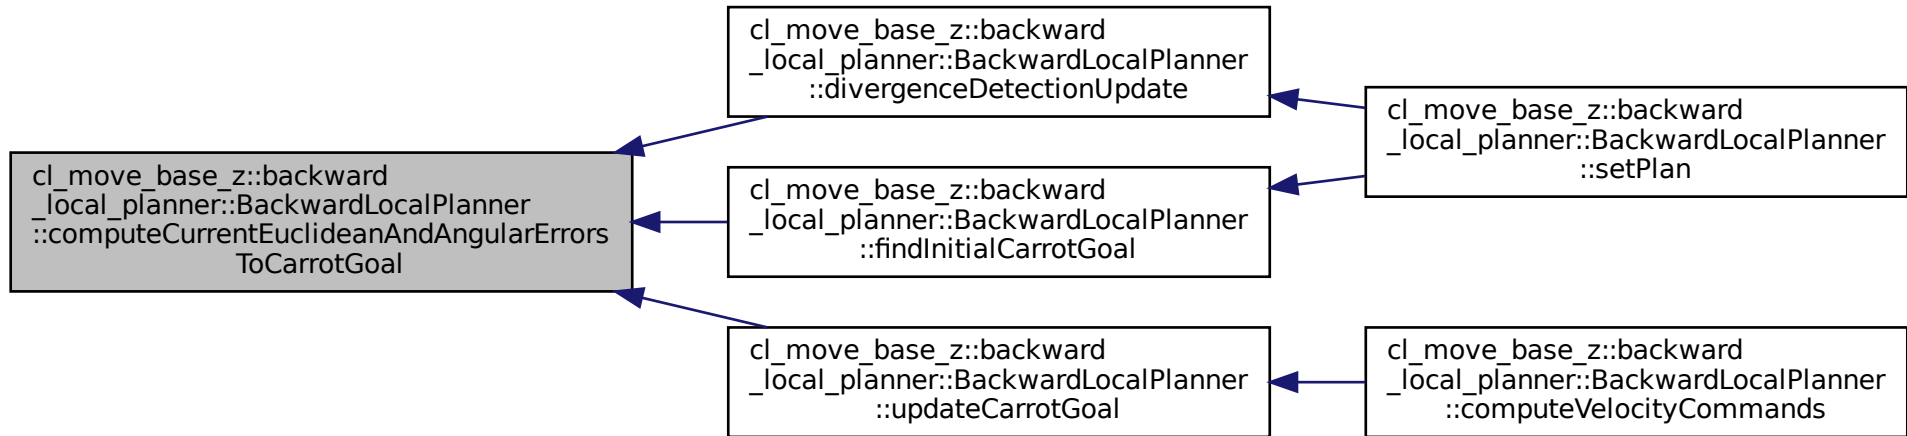 cl_move_base_z::backward
_local_planner::BackwardLocalPlanner
::computeCurrentEuclideanAndAngularErrors
ToCarrotGoal
cl_move_base_z::backward
_local_planner::BackwardLocalPlanner
::divergenceDetectionUpdate
cl_move_base_z::backward
_local_planner::BackwardLocalPlanner
::findInitialCarrotGoal
cl_move_base_z::backward
_local_planner::BackwardLocalPlanner
::updateCarrotGoal
cl_move_base_z::backward
_local_planner::BackwardLocalPlanner
::setPlan
cl_move_base_z::backward
_local_planner::BackwardLocalPlanner
::computeVelocityCommands